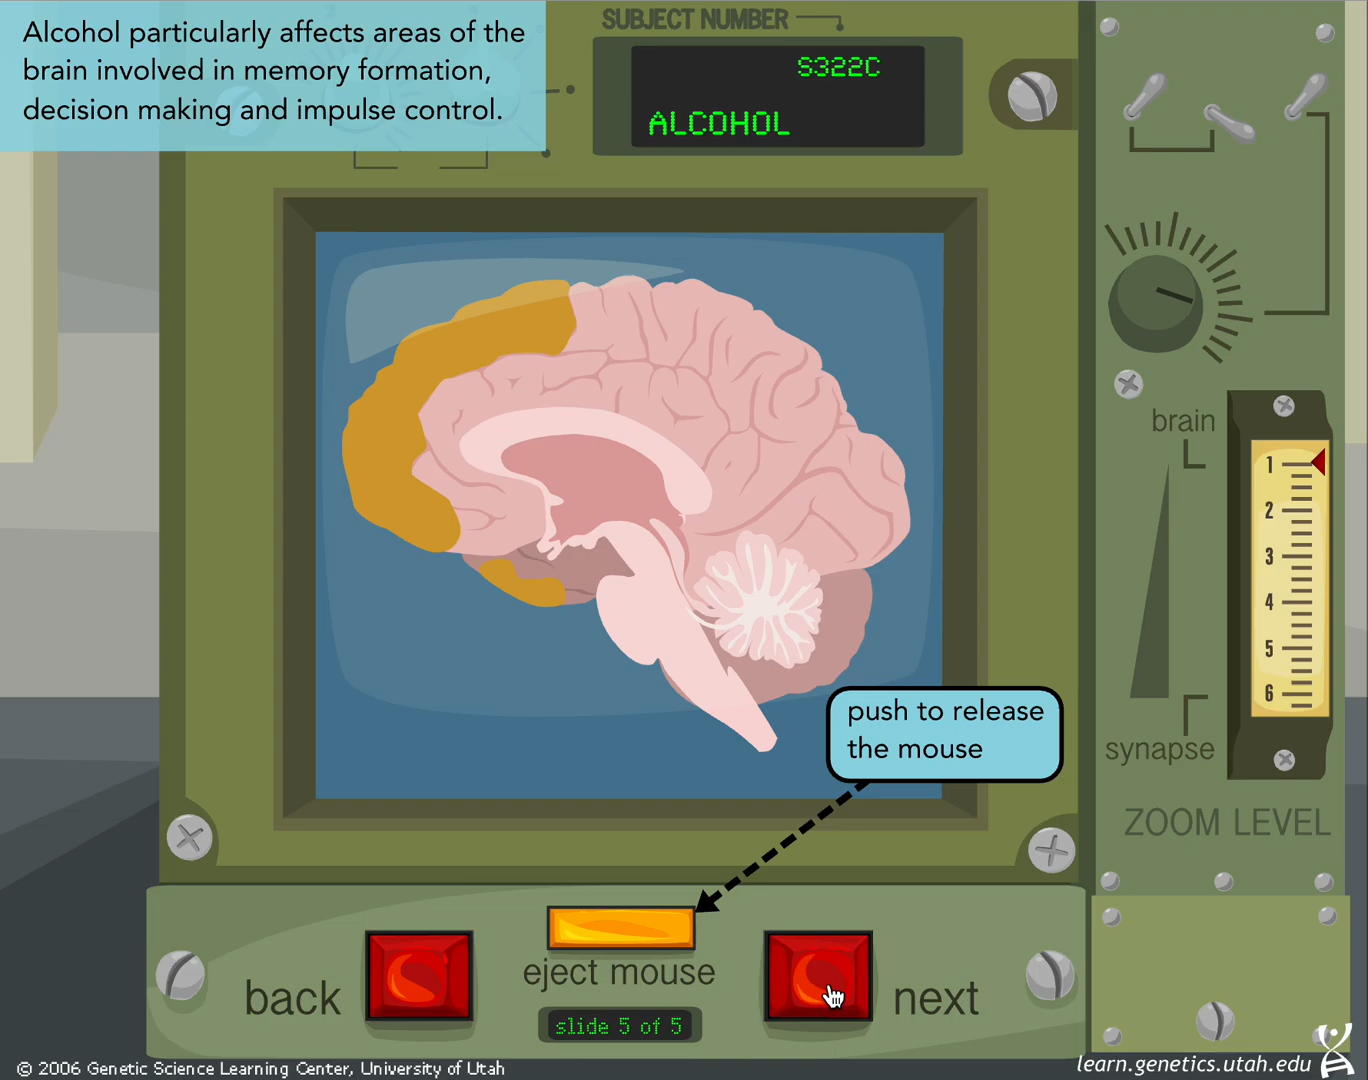 Alcohol particularly affects areas of the
brain involved in memory formation,
decision making and impulse control.
SUBJECT NUMBER
S322C
ALCOHOL
brain
1
2
3
4
5
6
synapse
ZOOM LEVEL
push to release
the mouse
back
eject mouse
next
slide 5 of 5
© 2006 Genetic Science Learning Center, University of Utah
learn.genetics.utah.edu